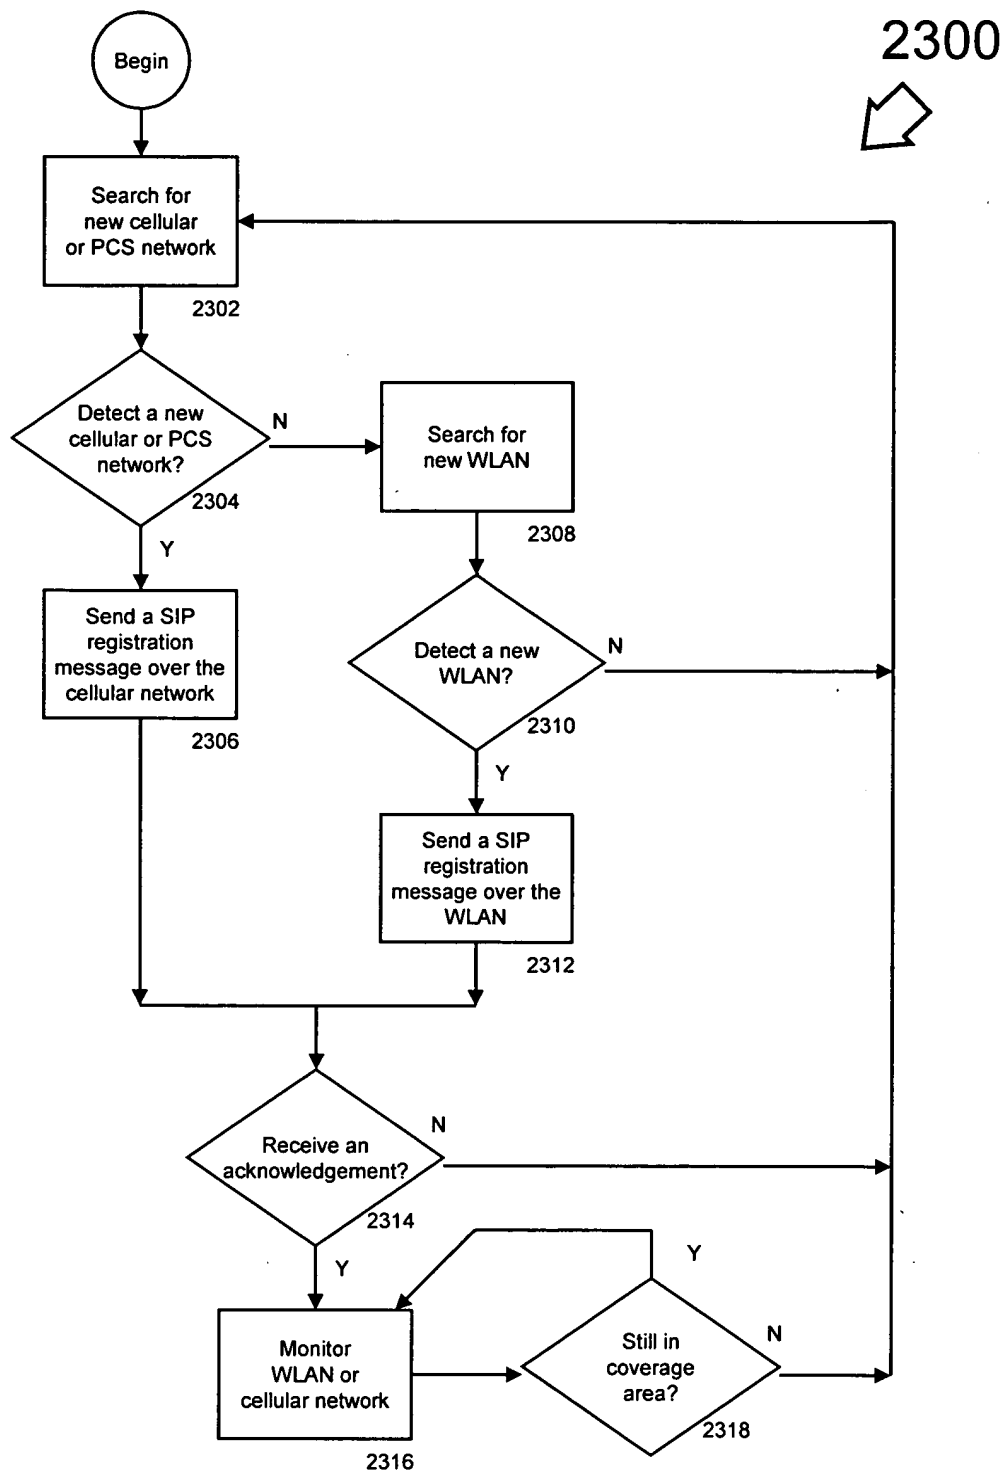 2300
Begin
Search for
new cellular
or PCS network
2302
Detect a new
cellular or PCS
network?
2304
N
Y
Search for
new WLAN
2308
Send a SIP
registration
message over the
cellular network
2306
Detect a new
WLAN?
2310
N
Y
Send a SIP
registration
message over the
WLAN
2312
Receive an
acknowledgement?
2314
N
Y
Monitor
WLAN or
cellular network
2316
Still in
coverage
area?
2318
Y
N